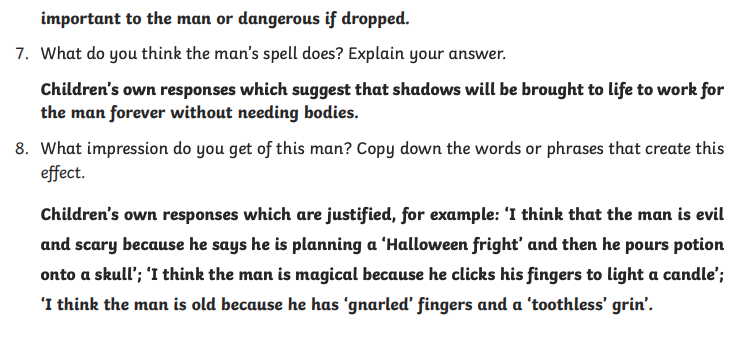 important to the man or dangerous if dropped.
7. What do you think the man's spell does? Explain your answer.
Children's own responses which suggest that shadows will be brought to life to work for
the man forever without needing bodies.
8. What impression do you get of this man? Copy down the words or phrases that create this
effect.
Children's own responses which are justified, for example: 'I think that the man is evil
and scary because he says he is planning a 'Halloween fright' and then he pours potion
onto a skull'; 'I think the man is magical because he clicks his fingers to light a candle';
'I think the man is old because he has 'gnarled' fingers and a 'toothless' grin'.